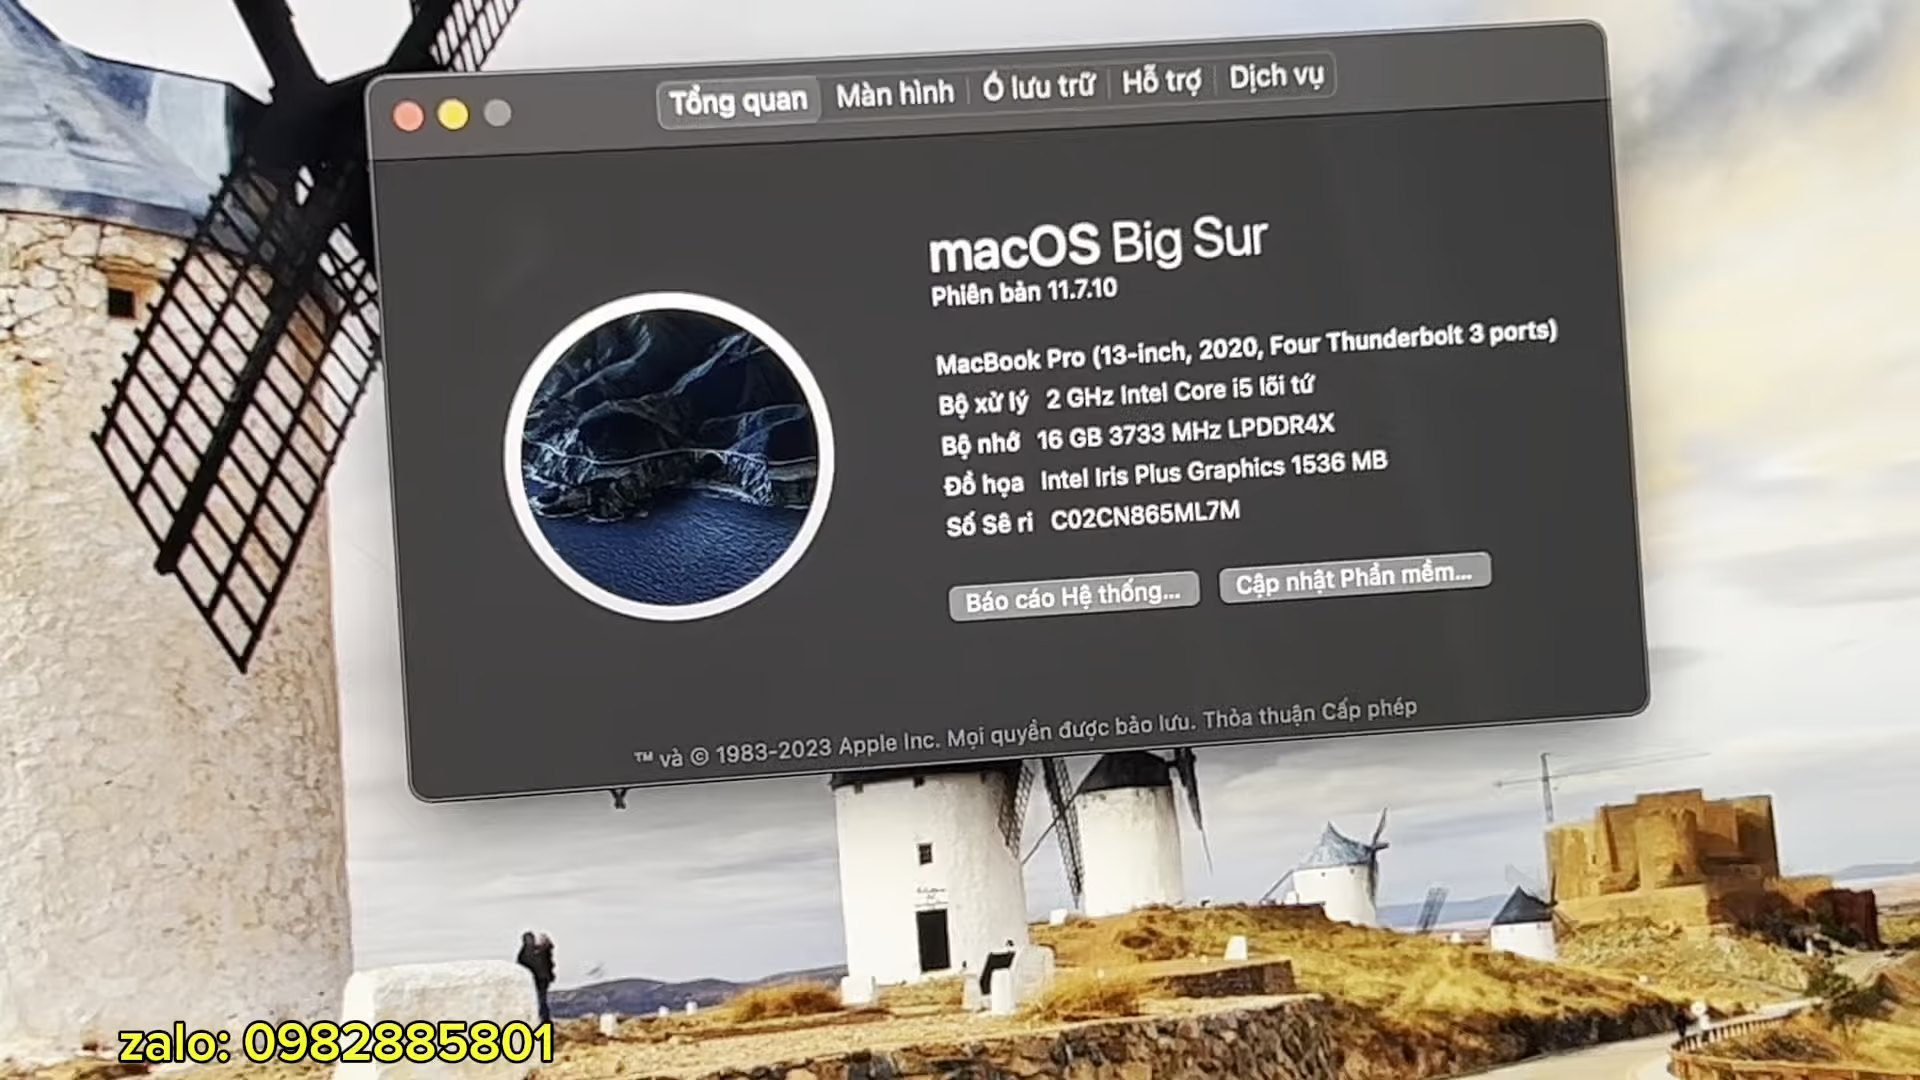 Tổng quan
Màn hình
Ổ lưu trữ
Hỗ trợ
Dịch vụ
macOS Big Sur
Phiên bản 11.7.10
MacBook Pro (13-inch, 2020, Four Thunderbolt 3 ports)
Bộ xử lý 2 GHz Intel Core i5 lõi tứ
Bộ nhớ 16 GB 3733 MHz LPDDR4X
Đồ họa Intel Iris Plus Graphics 1536 MB
Số Sê ri C02CN865ML7M
Báo cáo Hệ thống...
Cập nhật Phần mềm...
™ và © 1983-2023 Apple Inc. Mọi quyền được bảo lưu. Thỏa thuận Cấp phép
zalo: 0982885801